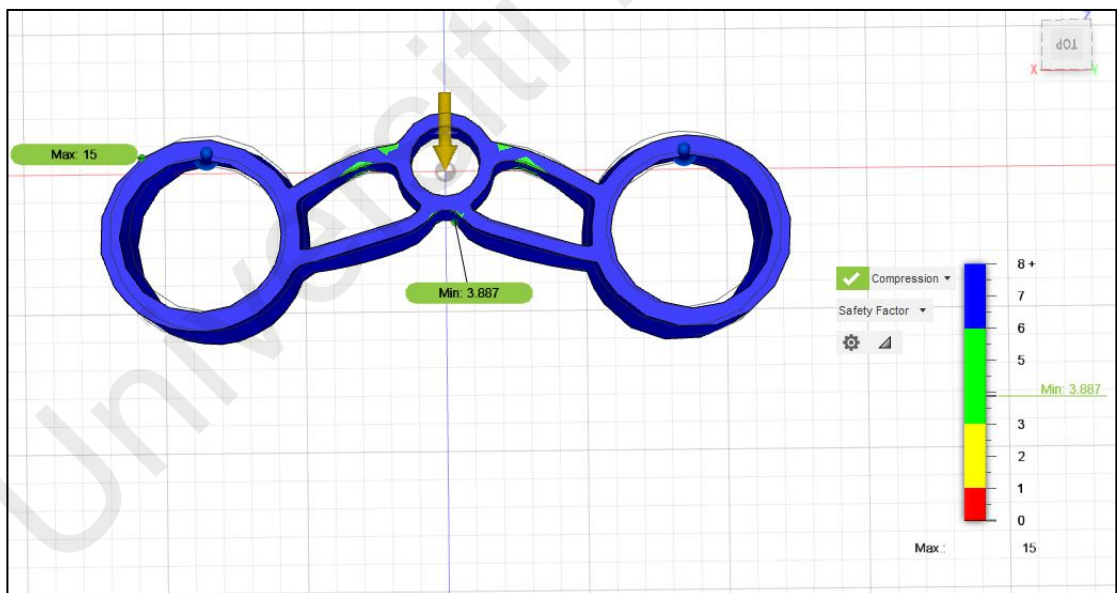 Universiti
Z
TOP
X
Y
Max: 15
Min: 3.887
Compression
Safety Factor
8 +
7
6
5
Min: 3.887
3
2
1
0
Max.: 15